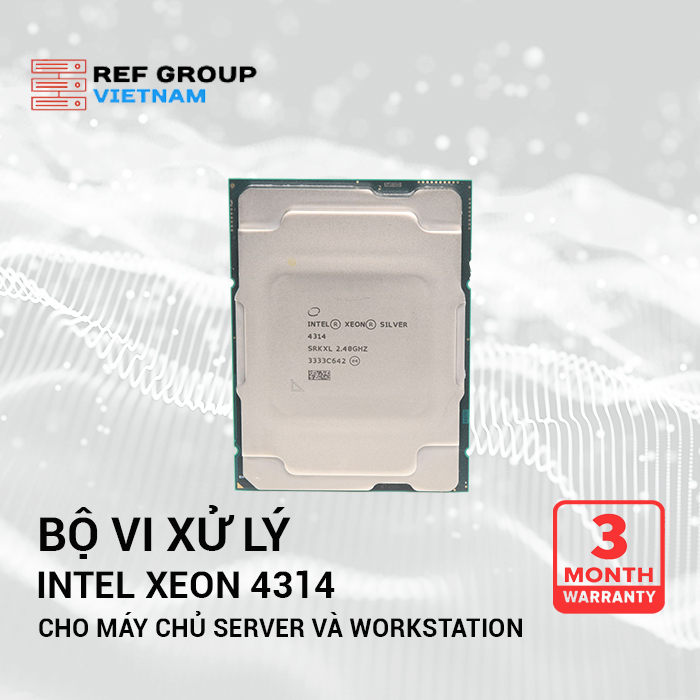 REF GROUP
VIETNAM
INTEL® XEON® SILVER
4314
SRKXL 2.40GHZ
3333C642 ⓔ4
BỘ VI XỬ LÝ
INTEL XEON 4314
CHO MÁY CHỦ SERVER VÀ WORKSTATION
3
MONTH
WARRANTY